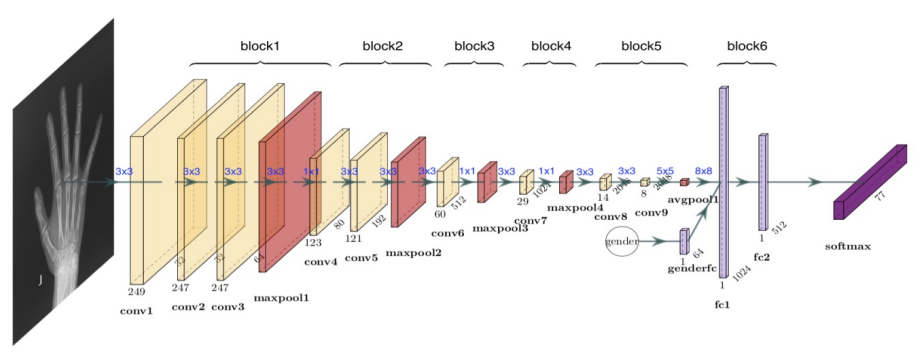 block1 block2 block3 block4 block5 block6
3x3 3x3 3x3 3x3 1x1 3x3 3x3 3x3 1x1 3x3 1x1 3x3 3x3 5x5 8x8
J
249
conv1
247 32
conv2
247 32
conv3
64
maxpool1
123 80
conv4
121 192
conv5
maxpool2
60 512
conv6
maxpool3
29 1024
conv7
maxpool4
14
conv8
8
conv9
avgpool1
gender
1 64
genderfc
1 1024
fc1
1 512
fc2
77
softmax